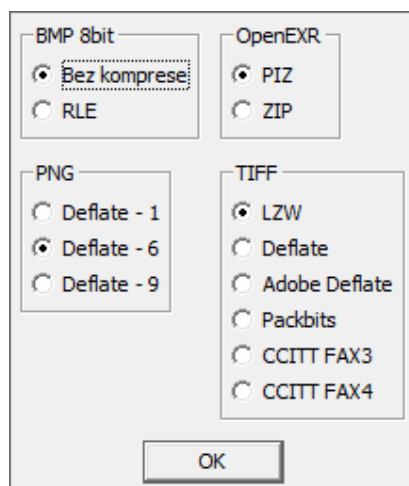 BMP 8bit
Bez komprese
RLE
OpenEXR
PIZ
ZIP
PNG
Deflate - 1
Deflate - 6
Deflate - 9
TIFF
LZW
Deflate
Adobe Deflate
Packbits
CCITT FAX3
CCITT FAX4
OK